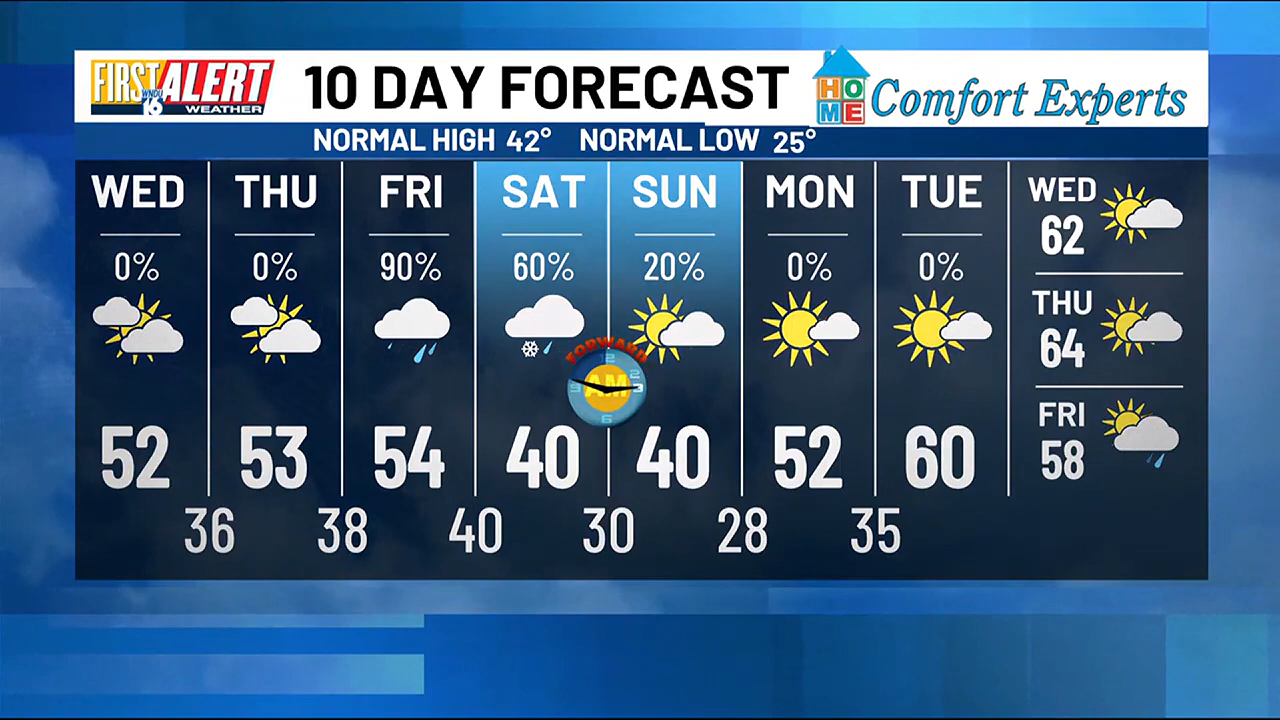 FIRST ALERT
WNDU
16 WEATHER
10 DAY FORECAST
HOME
Comfort Experts
NORMAL HIGH 42° NORMAL LOW 25°
WED THU FRI SAT SUN MON TUE
0% 0% 90% 60% 20% 0% 0%
52 53 54 40 40 52 60
36 38 40 30 28 35
WED
62
THU
64
FRI
58
FORWARD
AM
6